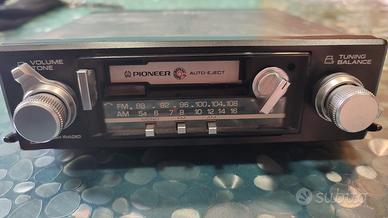 VOLUME
TONE
PIONEER AUTO-EJECT
TUNING
BALANCE
FM 88 92 96 100 104 108
AM 54 6 7 8 10 12 14 16
subito